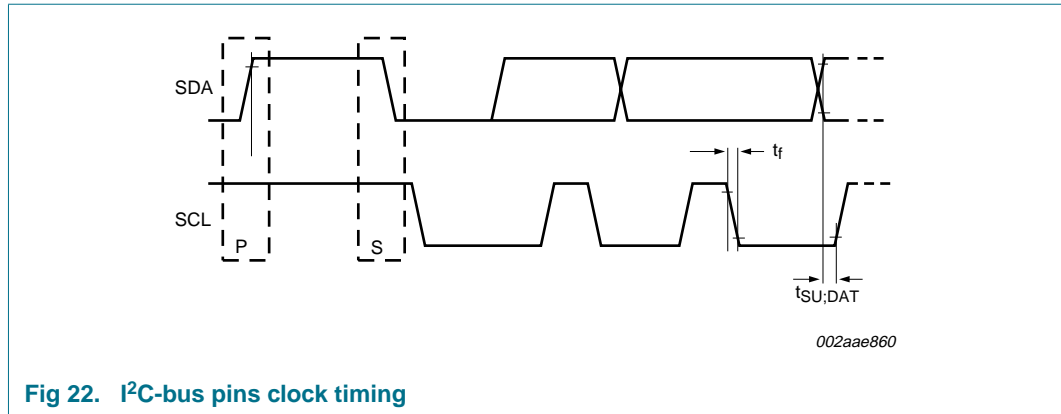 SDA
t_f
SCL
P
S
t_SU;DAT
002aae860
Fig 22. I²C-bus pins clock timing